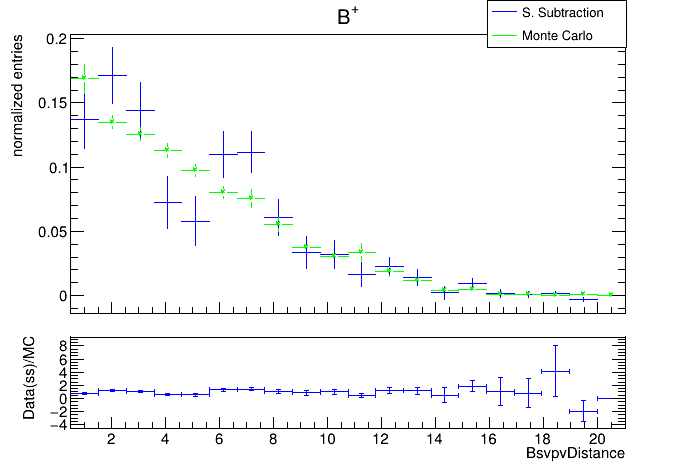 B+
S. Subtraction
Monte Carlo
normalized entries
0.2
0.15
0.1
0.05
0
Data(ss)/MC
8
6
4
2
0
−2
−4
2 4 6 8 10 12 14 16 18 20
BsvpvDistance